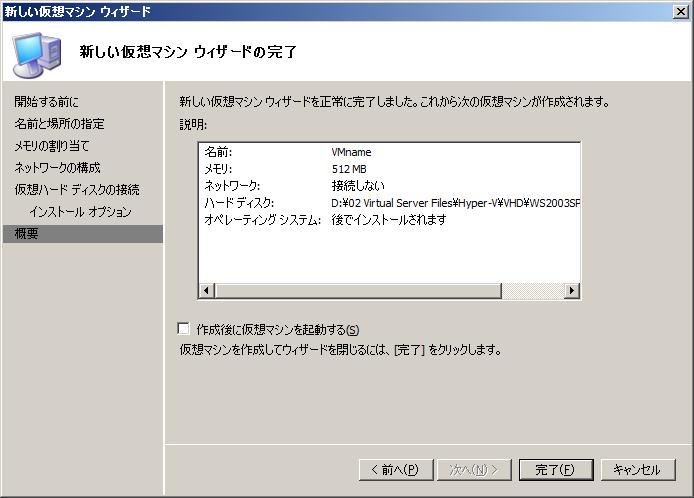 新しい仮想マシン ウィザード
新しい仮想マシン ウィザードの完了
開始する前に
名前と場所の指定
メモリの割り当て
ネットワークの構成
仮想ハード ディスクの接続
インストール オプション
概要
新しい仮想マシン ウィザードを正常に完了しました。これから次の仮想マシンが作成されます。
説明:
名前: VMname
メモリ: 512 MB
ネットワーク: 接続しない
ハード ディスク: D:¥02 Virtual Server Files¥Hyper-V¥VHD¥WS2003SP
オペレーティング システム: 後でインストールされます
作成後に仮想マシンを起動する(S)
仮想マシンを作成してウィザードを閉じるには、[完了] をクリックします。
< 前へ(P) 次へ(N) > 完了(F) キャンセル